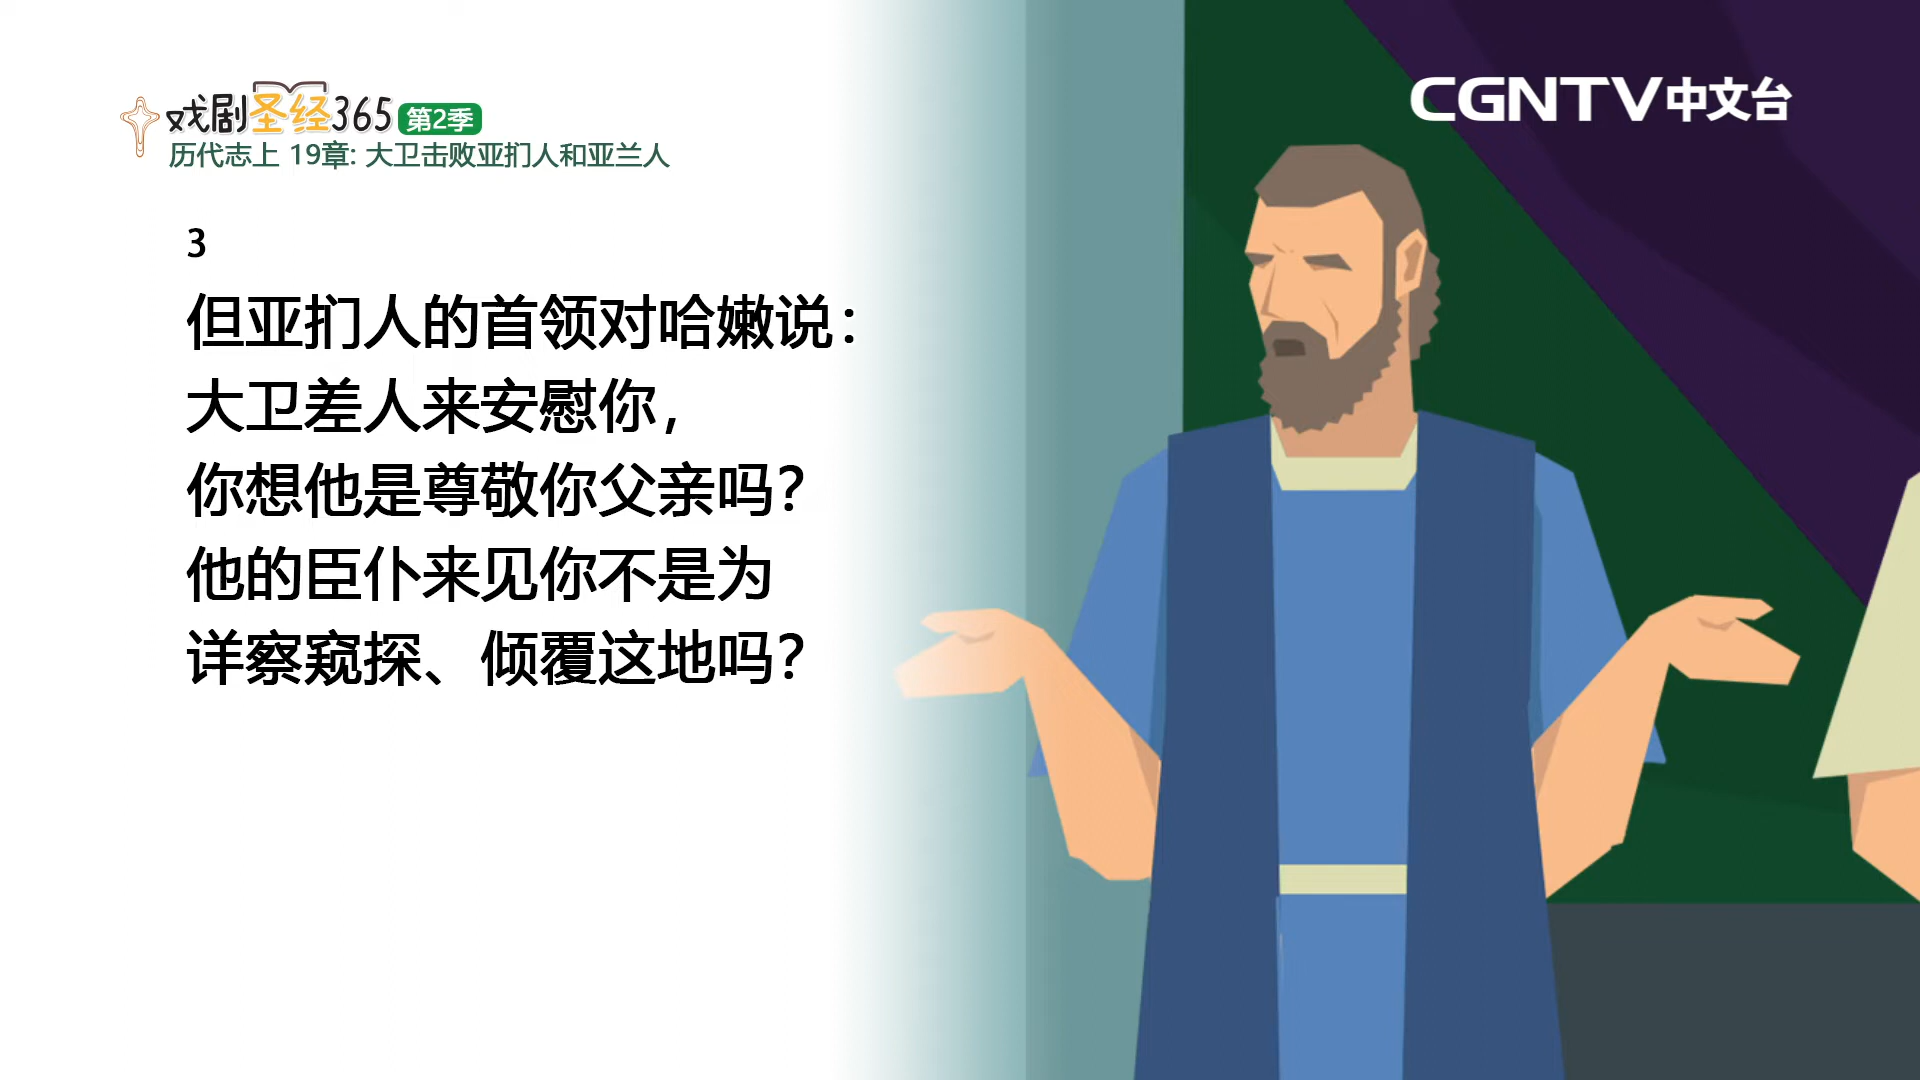 戏剧圣经365 第2季
CGNTV中文台
历代志上 19章: 大卫击败亚扪人和亚兰人
3
但亚扪人的首领对哈嫩说：
大卫差人来安慰你，
你想他是尊敬你父亲吗？
他的臣仆来见你不是为
详察窥探、倾覆这地吗？